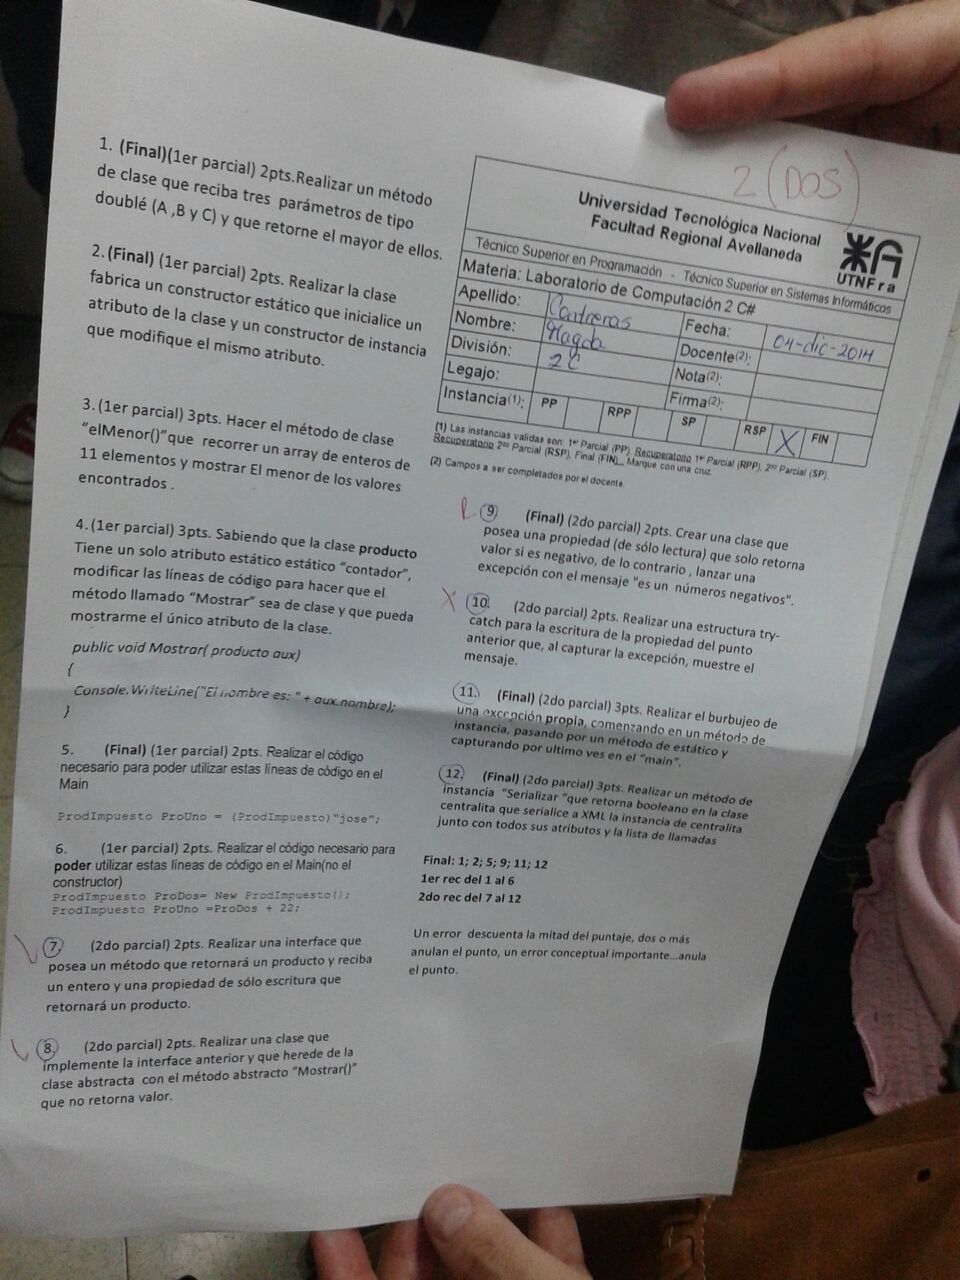 1. (Final)(1er parcial) 2pts.Realizar un método
de clase que reciba tres parámetros de tipo
doublé (A ,B y C) y que retorne el mayor de ellos.
2. (Final) (1er parcial) 2pts. Realizar la clase
fabrica un constructor estático que inicialice un
atributo de la clase y un constructor de instancia
que modifique el mismo atributo.
3. (1er parcial) 3pts. Hacer el método de clase
“elMenor()”que recorrer un array de enteros de
11 elementos y mostrar El menor de los valores
encontrados .
4. (1er parcial) 3pts. Sabiendo que la clase producto
Tiene un solo atributo estático estático “contador”,
modificar las líneas de código para hacer que el
método llamado “Mostrar” sea de clase y que pueda
mostrarme el único atributo de la clase.
public void Mostrar( producto aux)
{
Console.WriteLine("El nombre es: " + aux.nombre);
}
5. (Final) (1er parcial) 2pts. Realizar el código
necesario para poder utilizar estas líneas de código en el
Main
ProdImpuesto ProUno = (ProdImpuesto)“jose”;
6. (1er parcial) 2pts. Realizar el código necesario para
poder utilizar estas líneas de código en el Main(no el
constructor)
ProdImpuesto ProDos= New ProdImpuesto();
ProdImpuesto ProUno =ProDos + 22;
7. (2do parcial) 2pts. Realizar una interface que
posea un método que retornará un producto y reciba
un entero y una propiedad de sólo escritura que
retornará un producto.
8. (2do parcial) 2pts. Realizar una clase que
implemente la interface anterior y que herede de la
clase abstracta con el método abstracto “Mostrar()”
que no retorna valor.
2 (DOS)
Universidad Tecnológica Nacional
Facultad Regional Avellaneda
UTNFra
Técnico Superior en Programación - Técnico Superior en Sistemas Informáticos
Materia: Laboratorio de Computación 2 C#
Apellido: Contreras Fecha: 04-dic-2014
Nombre: Magda Docente(2):
División: 2C Nota(2):
Legajo: Firma(2):
Instancia(1): PP RPP SP RSP X FIN
(1) Las instancias validas son: 1er Parcial (PP), Recuperatorio 1er Parcial (RPP), 2do Parcial (SP),
Recuperatorio 2do Parcial (RSP), Final (FIN). Marque con una cruz.
(2) Campos a ser completados por el docente.
9. (Final) (2do parcial) 2pts. Crear una clase que
posea una propiedad (de sólo lectura) que solo retorna
valor si es negativo, de lo contrario , lanzar una
excepción con el mensaje "es un números negativos".
10. (2do parcial) 2pts. Realizar una estructura try-
catch para la escritura de la propiedad del punto
anterior que, al capturar la excepción, muestre el
mensaje.
11. (Final) (2do parcial) 3pts. Realizar el burbujeo de
una excepción propia, comenzando en un método de
instancia, pasando por un método de estático y
capturando por ultimo ves en el “main”.
12. (Final) (2do parcial) 3pts. Realizar un método de
instancia “Serializar “que retorna booleano en la clase
centralita que serialice a XML la instancia de centralita
junto con todos sus atributos y la lista de llamadas
Final: 1; 2; 5; 9; 11; 12
1er rec del 1 al 6
2do rec del 7 al 12
Un error descuenta la mitad del puntaje, dos o más
anulan el punto, un error conceptual importante...anula
el punto.